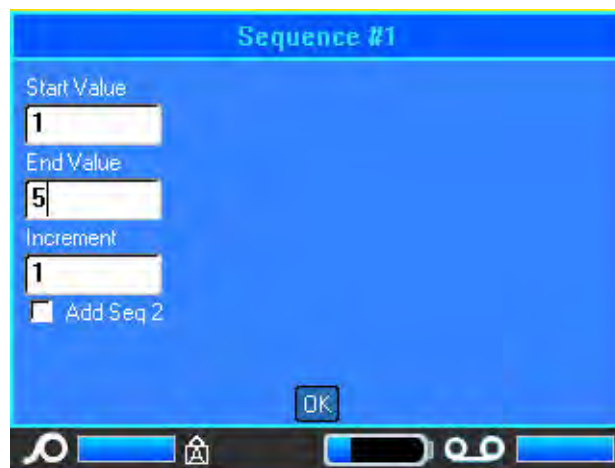 Sequence #1
Start Value
1
End Value
5
Increment
1
Add Seq 2
OK
A